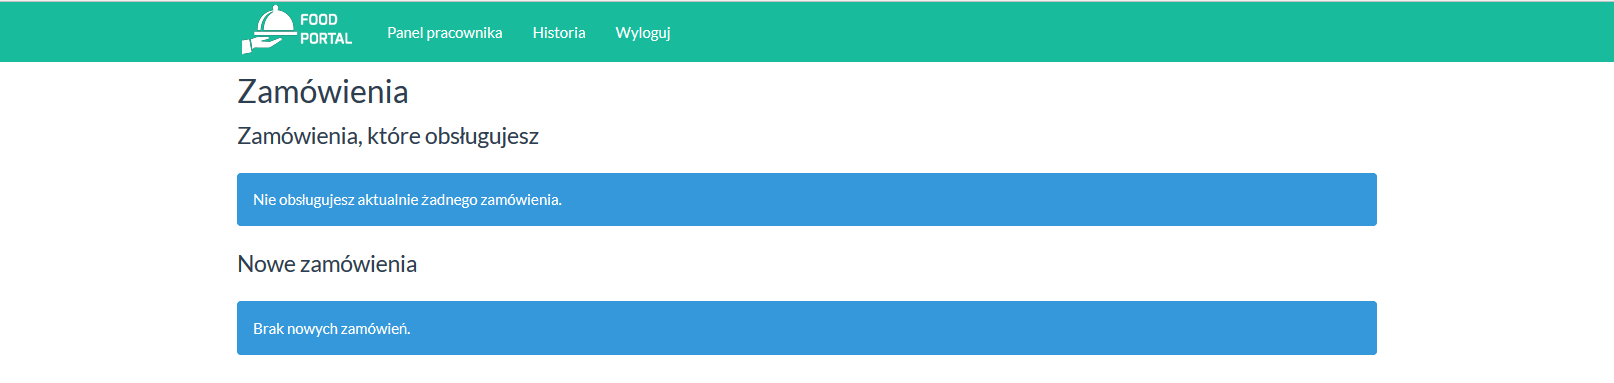 FOOD
PORTAL
Panel pracownika Historia Wyloguj
Zamówienia
Zamówienia, które obsługujesz
Nie obsługujesz aktualnie żadnego zamówienia.
Nowe zamówienia
Brak nowych zamówień.